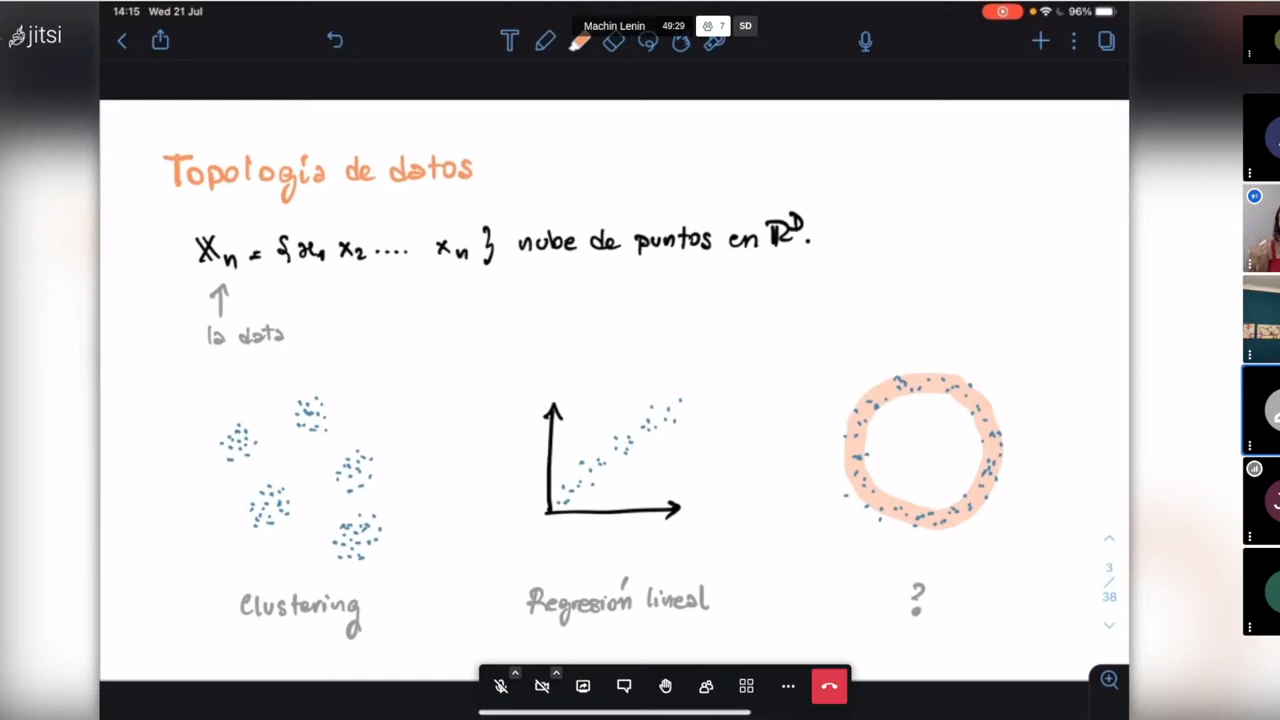 14:15 Wed 21 Jul
96%
Machin Lenin 49:29 7 SD
jitsi
Topología de datos
𝕏n = {x1 x2 .... xn} nube de puntos en ℝᴰ.
la data
Clustering
Regresión lineal
?
3
/
38